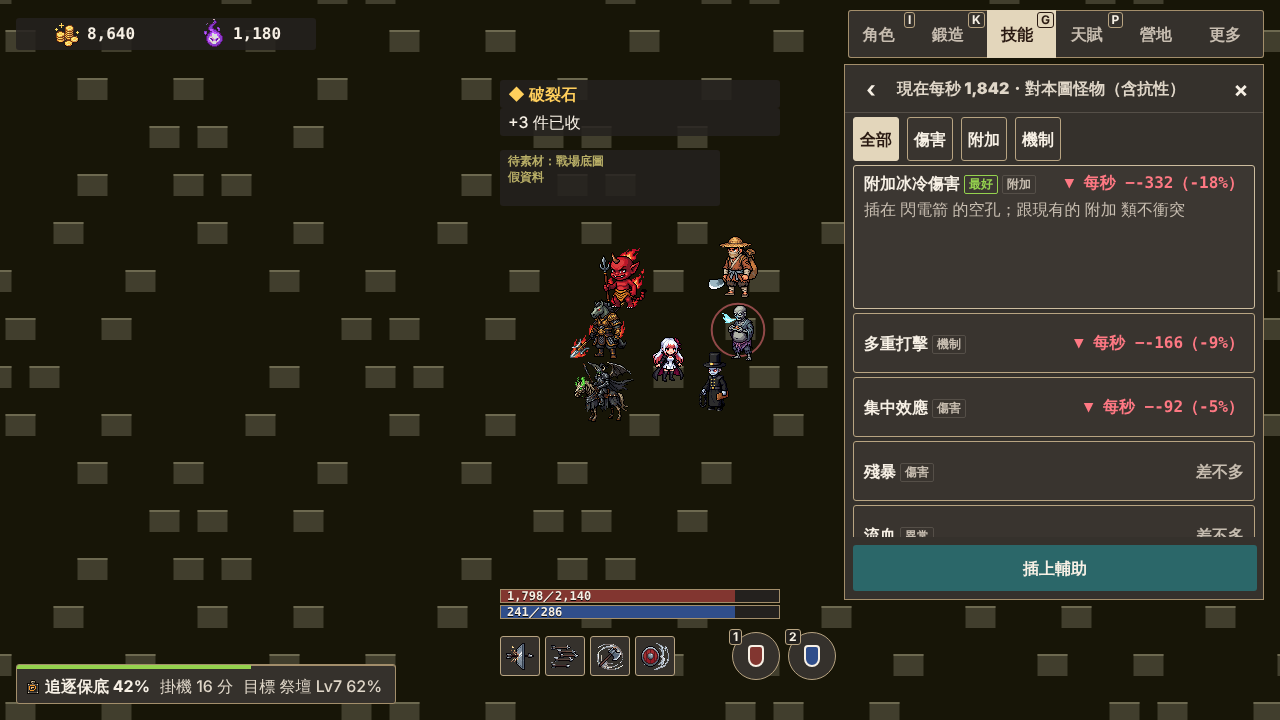 8,640
1,180
角色 I
鍛造 K
技能 G
天賦 P
營地
更多
◆ 破裂石
+3 件已收
待素材：戰場底圖
假資料
‹ 現在每秒 1,842・對本圖怪物（含抗性） ×
全部
傷害
附加
機制
附加冰冷傷害 最好 附加 ▼ 每秒 −-332 (-18%)
插在 閃電箭 的空孔；跟現有的 附加 類不衝突
多重打擊 機制 ▼ 每秒 −-166 (-9%)
集中效應 傷害 ▼ 每秒 −-92 (-5%)
殘暴 傷害 差不多
流血 異常 差不多
插上輔助
1,798／2,140
241／286
1
2
追逐保底 42% 掛機 16 分 目標 祭壇 Lv7 62%